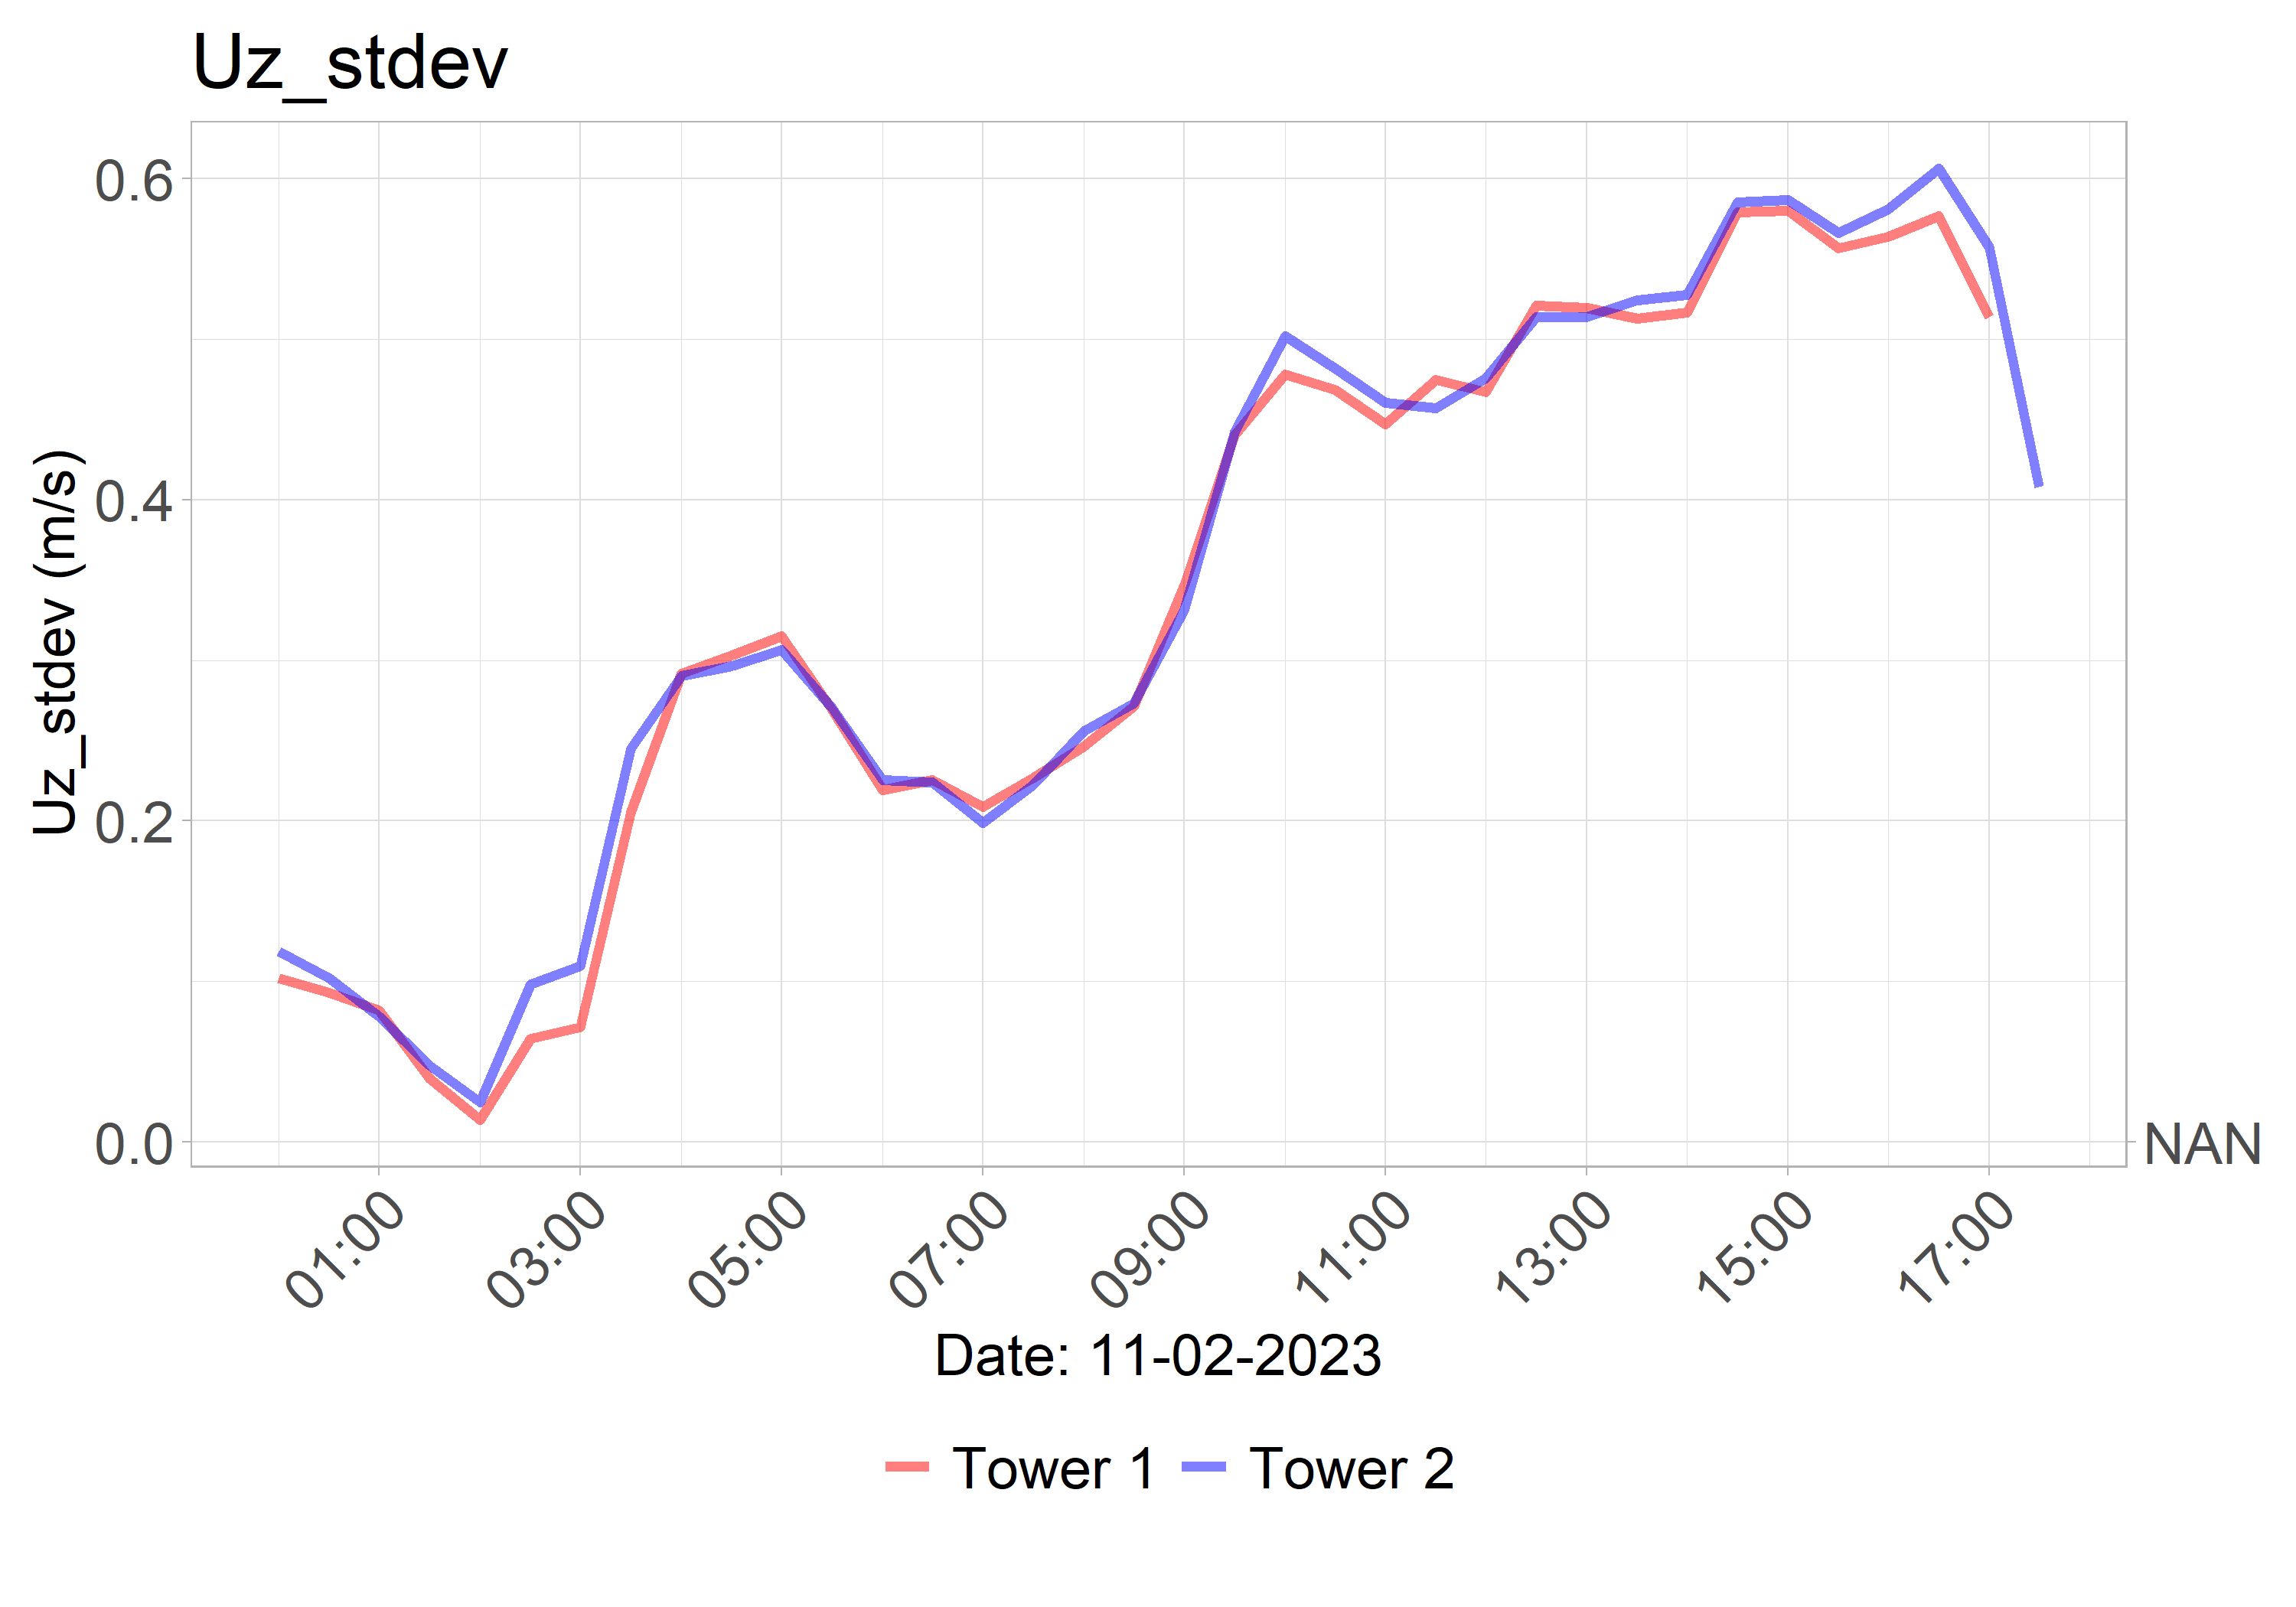 Uz_stdev
Uz_stdev (m/s)
0.6
0.4
0.2
0.0
NAN
01:00 03:00 05:00 07:00 09:00 11:00 13:00 15:00 17:00
Date: 11-02-2023
Tower 1 Tower 2